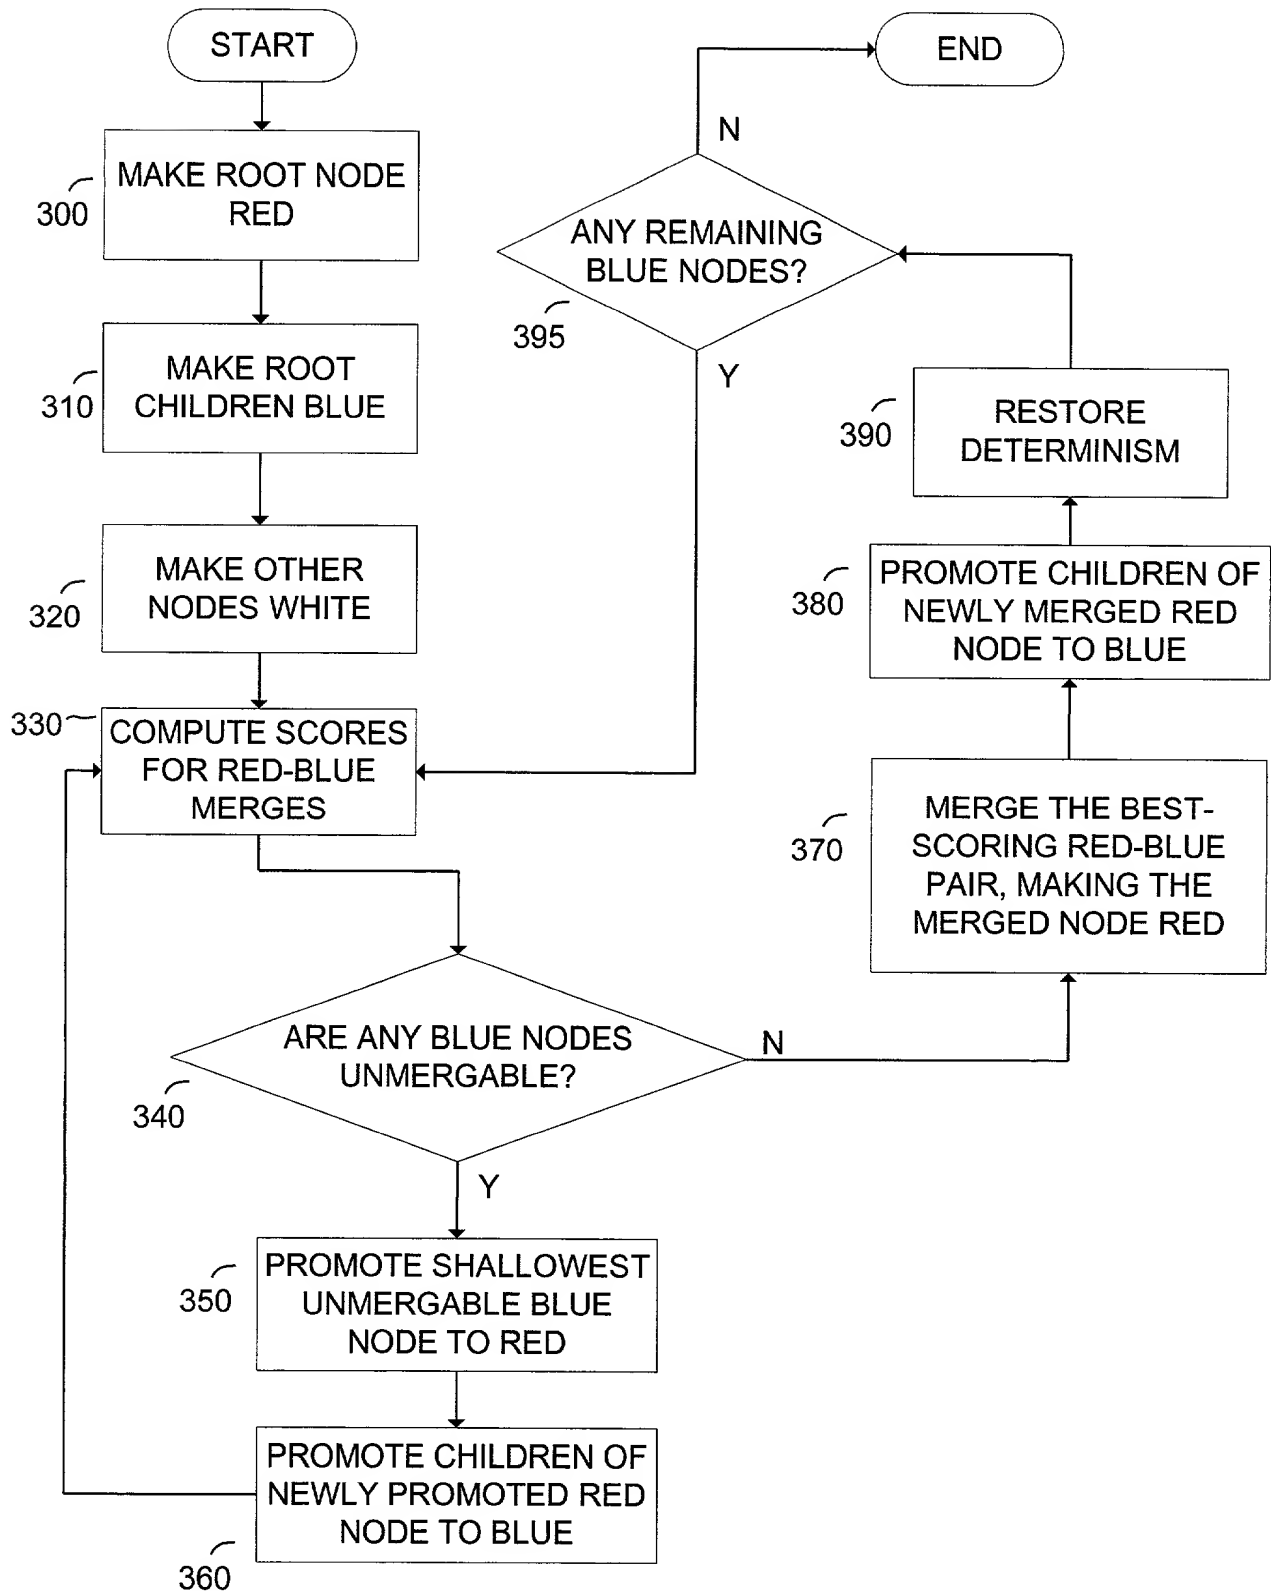 START
MAKE ROOT NODE
RED
300
MAKE ROOT
CHILDREN BLUE
310
MAKE OTHER
NODES WHITE
320
330
COMPUTE SCORES
FOR RED-BLUE
MERGES
ARE ANY BLUE NODES
UNMERGABLE?
340
Y
N
PROMOTE SHALLOWEST
UNMERGABLE BLUE
NODE TO RED
350
PROMOTE CHILDREN OF
NEWLY PROMOTED RED
NODE TO BLUE
360
MERGE THE BEST-
SCORING RED-BLUE
PAIR, MAKING THE
MERGED NODE RED
370
PROMOTE CHILDREN OF
NEWLY MERGED RED
NODE TO BLUE
380
RESTORE
DETERMINISM
390
ANY REMAINING
BLUE NODES?
395
Y
N
END